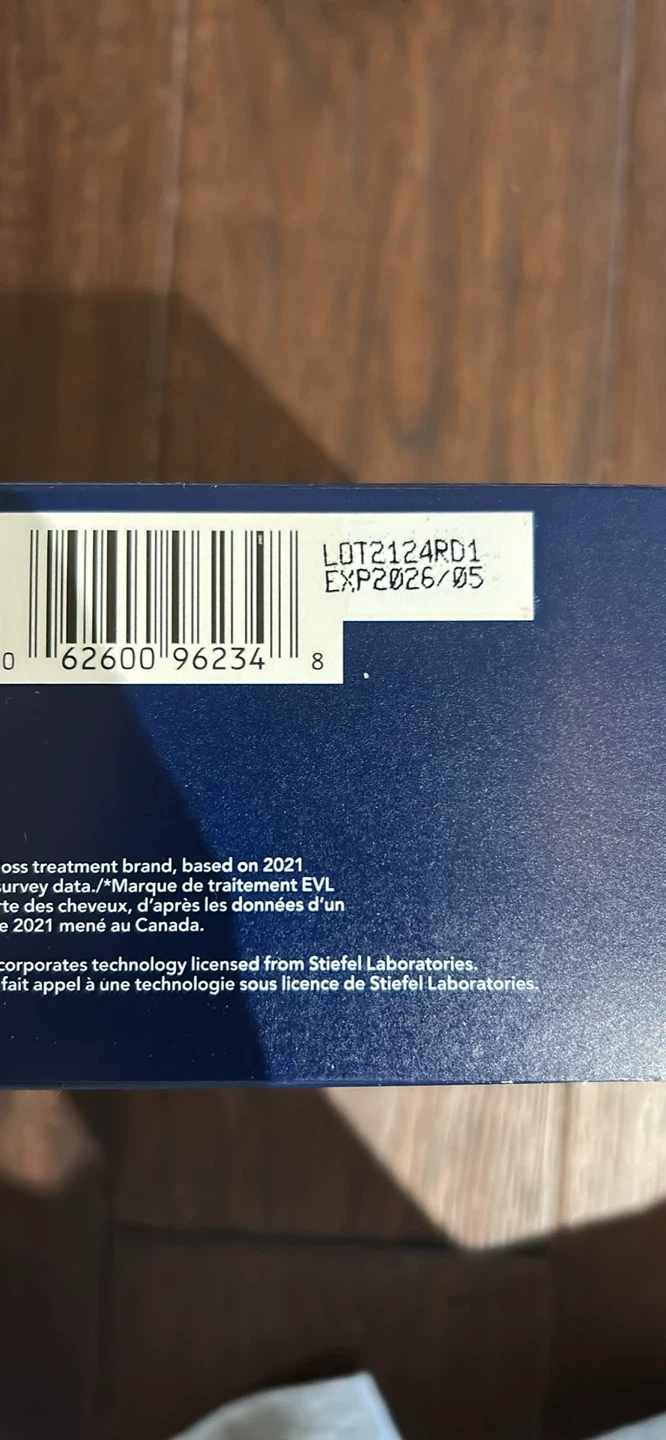 LOT2124RD1
EXP2026/05
0 62600 96234 8
oss treatment brand, based on 2021
survey data./*Marque de traitement EVL
rte des cheveux, d'après les données d'un
e 2021 mené au Canada.
corporates technology licensed from Stiefel Laboratories.
fait appel à une technologie sous licence de Stiefel Laboratories.